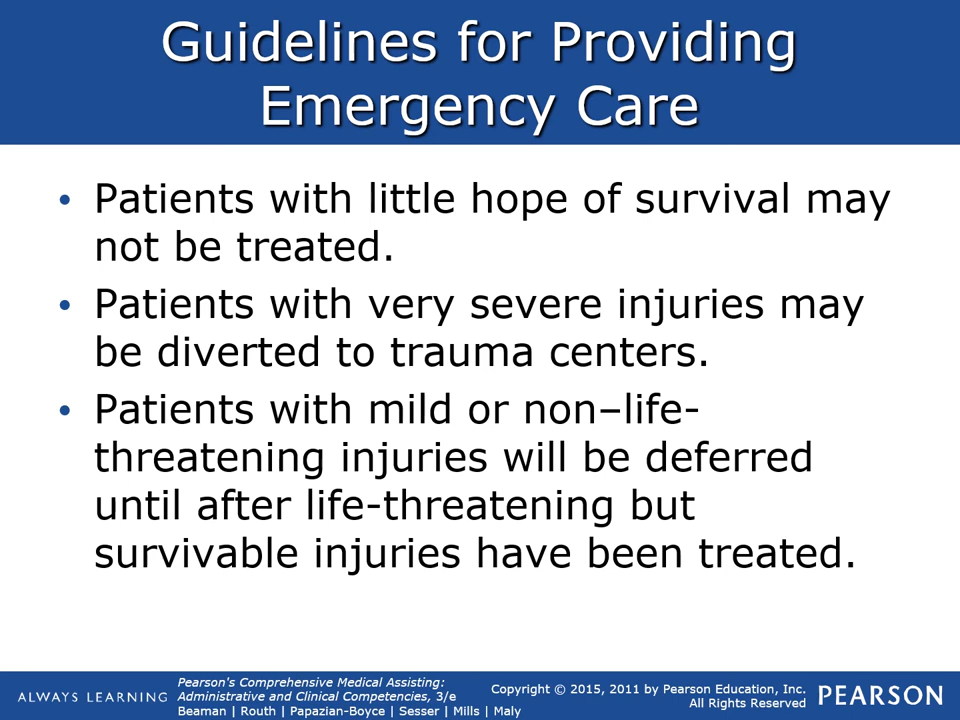 Guidelines for Providing
Emergency Care
• Patients with little hope of survival may
not be treated.
• Patients with very severe injuries may
be diverted to trauma centers.
• Patients with mild or non–life-
threatening injuries will be deferred
until after life-threatening but
survivable injuries have been treated.
ALWAYS LEARNING
Pearson's Comprehensive Medical Assisting:
Administrative and Clinical Competencies, 3/e
Beaman | Routh | Papazian-Boyce | Sesser | Mills | Maly
Copyright © 2015, 2011 by Pearson Education, Inc.
All Rights Reserved
PEARSON